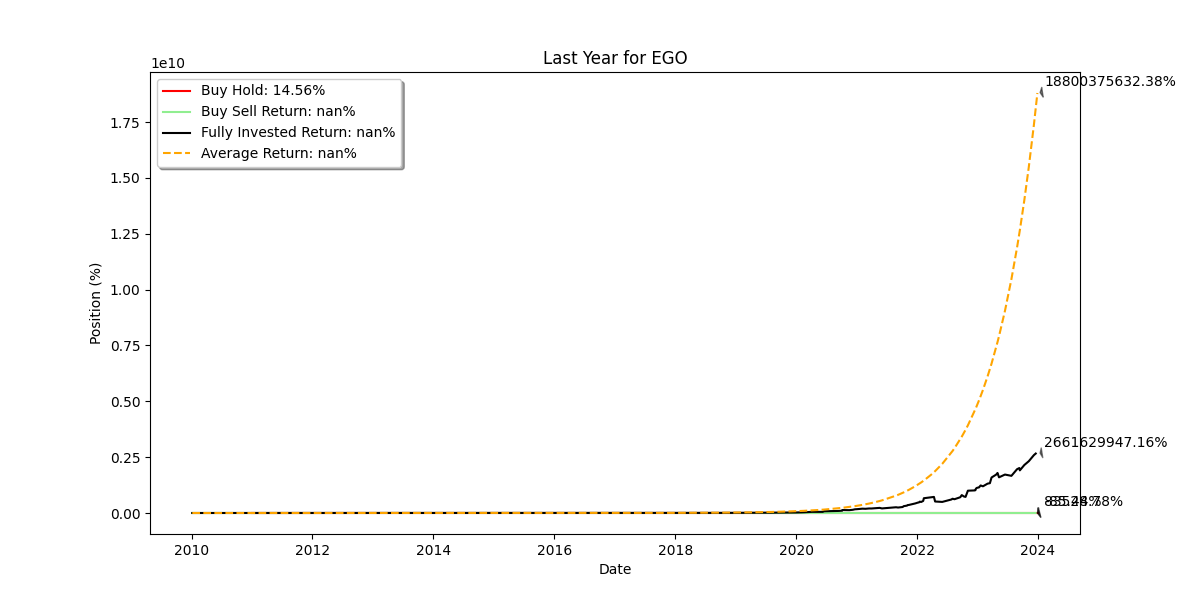 Last Year for EGO
1e10
Buy Hold: 14.56%
Buy Sell Return: nan%
Fully Invested Return: nan%
Average Return: nan%
18800375632.38%
2661629947.16%
1.75
1.50
1.25
1.00
0.75
0.50
0.25
0.00
Position (%)
2010
2012
2014
2016
2018
2020
2022
2024
Date